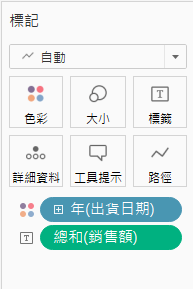 標記
自動
色彩 大小 標籤
詳細資料 工具提示 路徑
年(出貨日期)
總和(銷售額)